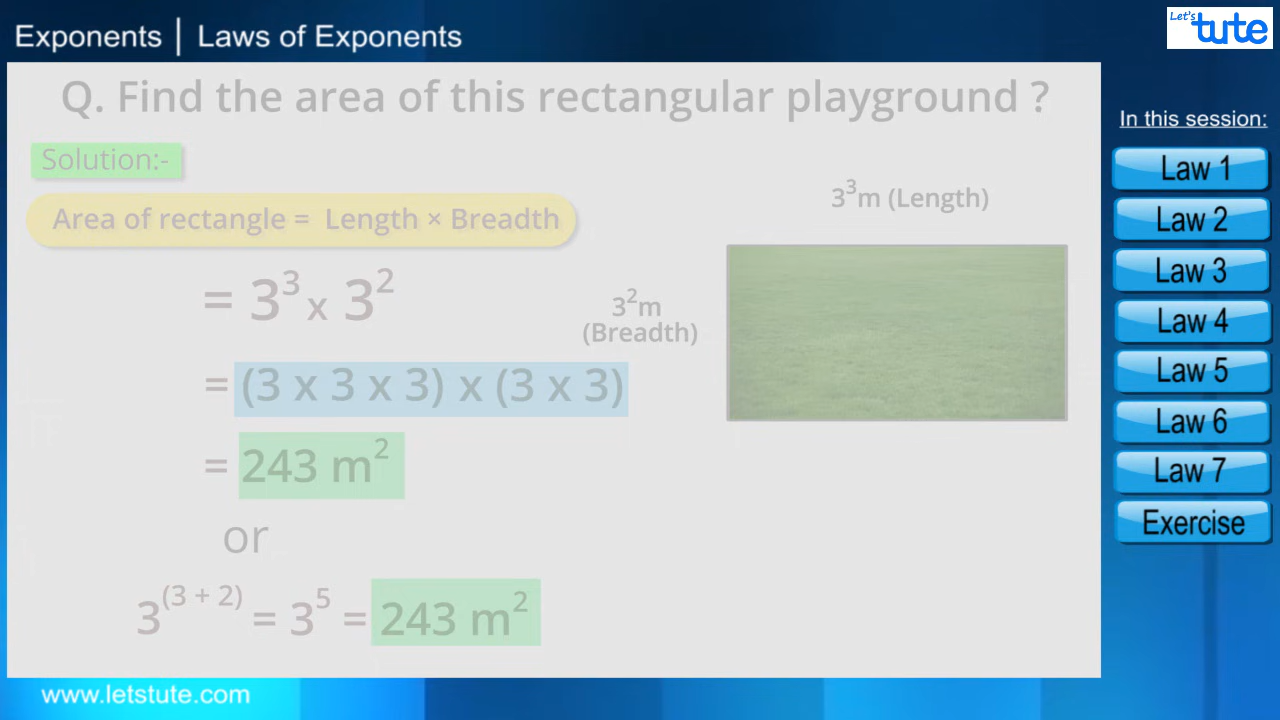 Exponents | Laws of Exponents
Let's tute
Q. Find the area of this rectangular playground ?
Solution:-
Area of rectangle = Length × Breadth
= 3³ x 3²
= (3 x 3 x 3) x (3 x 3)
= 243 m²
or
3⁽³ ⁺ ²⁾ = 3⁵ = 243 m²
3³m (Length)
3²m
(Breadth)
In this session:
Law 1
Law 2
Law 3
Law 4
Law 5
Law 6
Law 7
Exercise
www.letstute.com